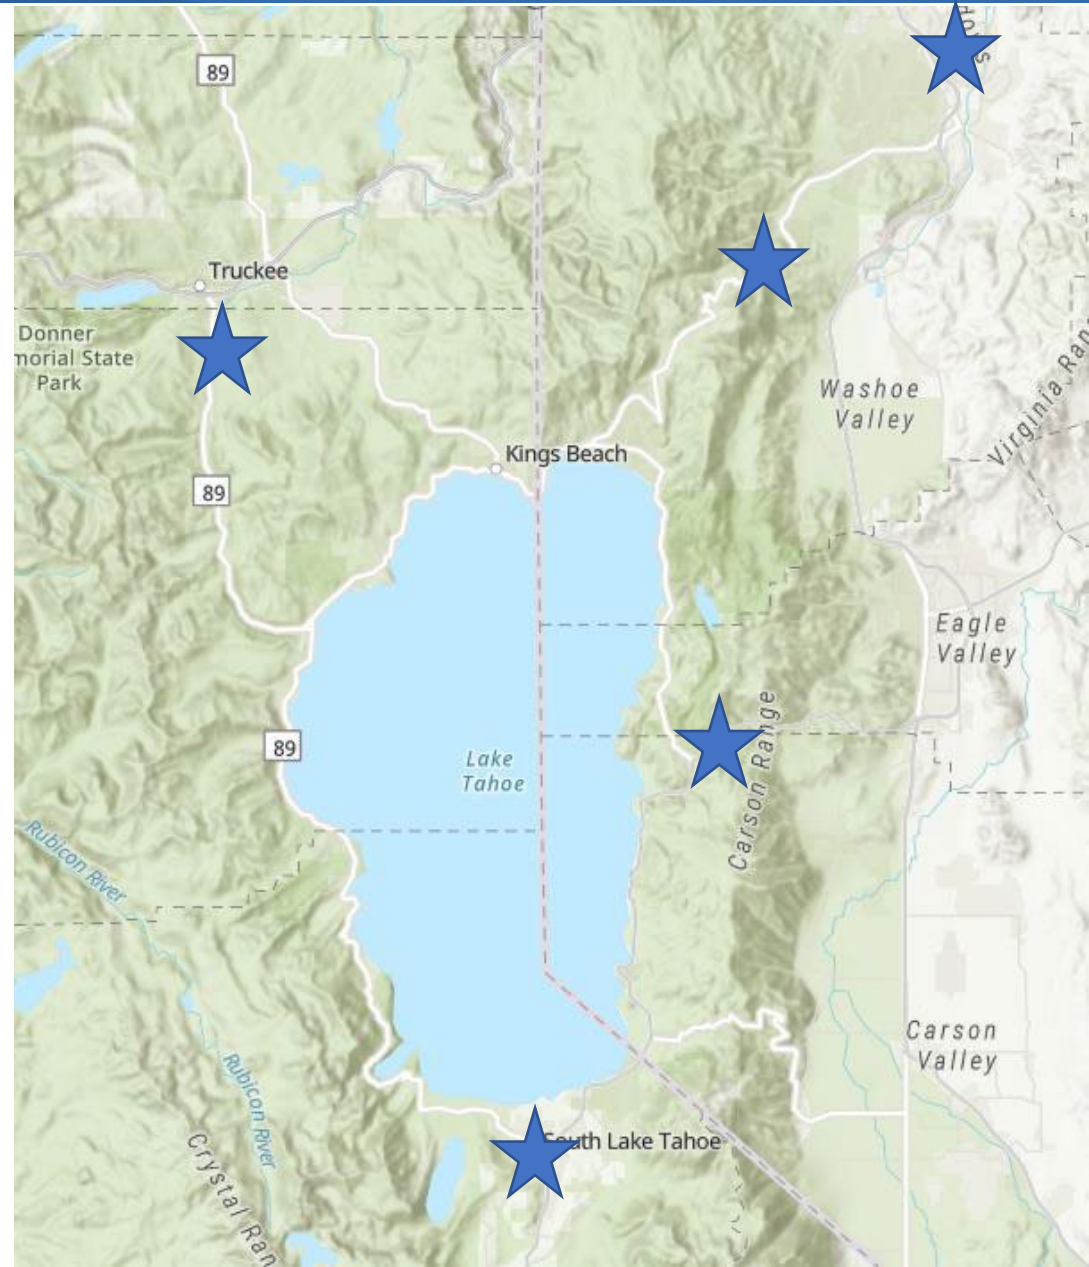 89
Truckee
Donner
morial State
Park
Washoe
Valley
Virginia Ran
Kings Beach
89
Eagle
Valley
89
Lake
Tahoe
Carson Range
Rubicon River
Carson
Valley
Rubicon River
South Lake Tahoe
Crystal Ran